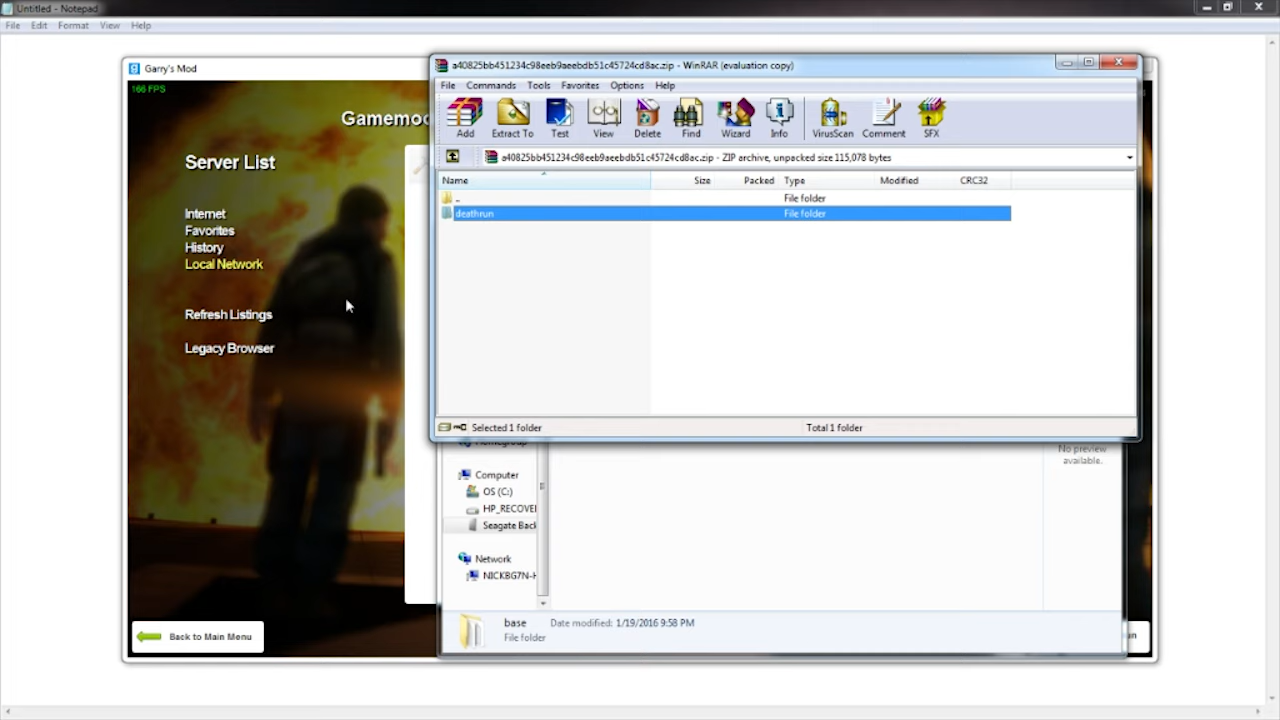 Untitled - Notepad
File Edit Format View Help
Garry's Mod
166 FPS
Server List
Internet
Favorites
History
Local Network
Refresh Listings
Legacy Browser
Back to Main Menu
Gamemo
a40825bb451234c98eeb9aeebdb51c45724cd8ac.zip - WinRAR (evaluation copy)
File Commands Tools Favorites Options Help
Add Extract To Test View Delete Find Wizard Info VirusScan Comment SFX
a40825bb451234c98eeb9aeebdb51c45724cd8ac.zip - ZIP archive, unpacked size 115,078 bytes
Name Size Packed Type Modified CRC32
.. File folder
deathrun File folder
Selected 1 folder Total 1 folder
Homegroup
Computer
OS (C:)
HP_RECOVE
Seagate Back
Network
NICKBG7N-H
No preview
available.
base Date modified: 1/19/2016 9:58 PM
File folder